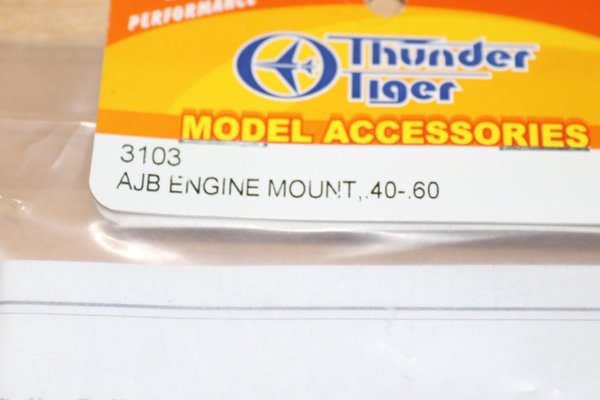 PERFORMANCE
Thunder
Tiger
MODEL ACCESSORIES
3103
AJB ENGINE MOUNT,.40-.60